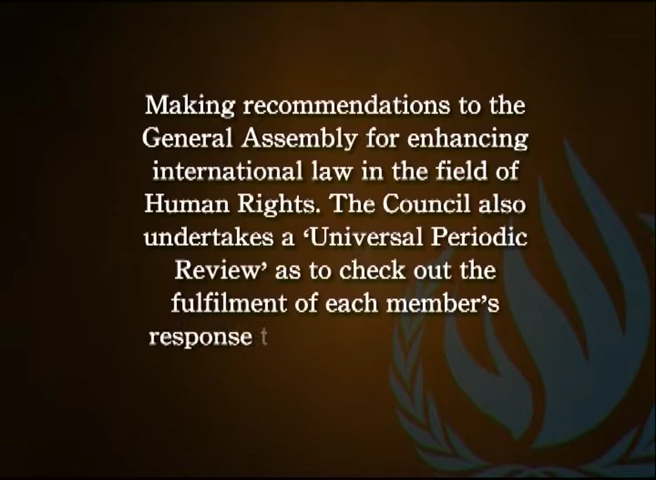 Making recommendations to the
General Assembly for enhancing
international law in the field of
Human Rights. The Council also
undertakes a ‘Universal Periodic
Review’ as to check out the
fulfilment of each member’s
response t